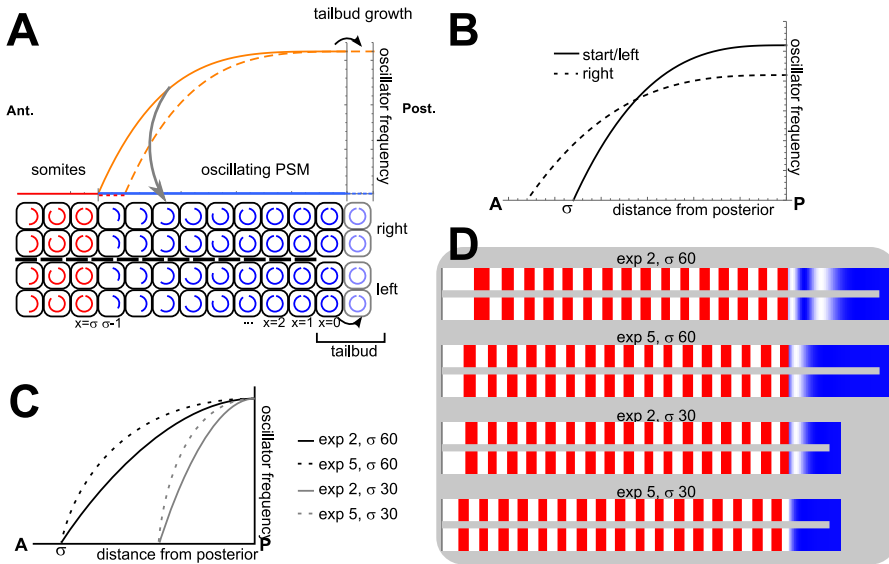 A
tailbud growth
Ant.
Post.
oscillator frequency
somites
oscillating PSM
right
left
x=σ σ-1 ... x=2 x=1 x=0
tailbud
B
start/left
right
oscillator frequency
A
σ
distance from posterior
P
C
oscillator frequency
exp 2, σ 60
exp 5, σ 60
exp 2, σ 30
exp 5, σ 30
A
σ
distance from posterior
P
D
exp 2, σ 60
exp 5, σ 60
exp 2, σ 30
exp 5, σ 30